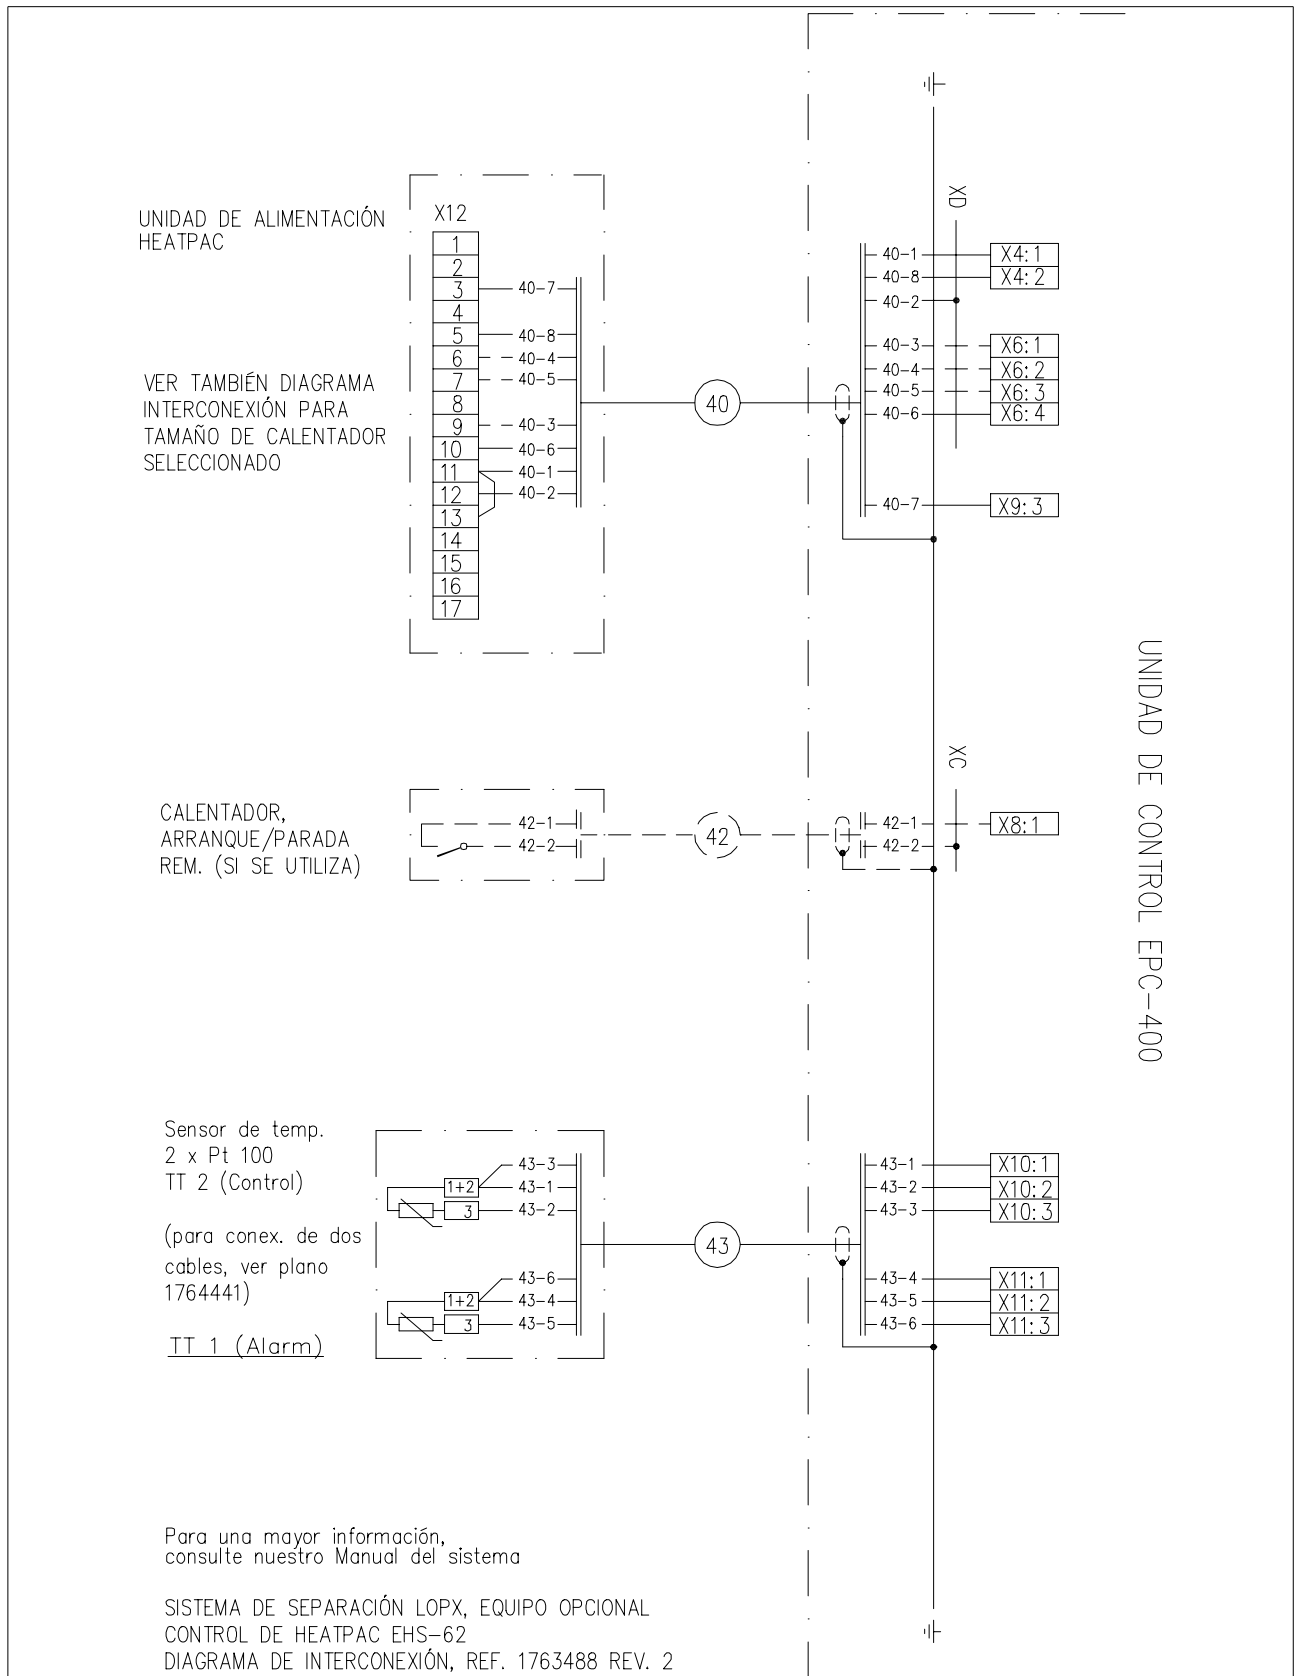 XD
UNIDAD DE ALIMENTACIÓN
HEATPAC
X12
1
2
3
4
5
6
7
8
9
10
11
12
13
14
15
16
17
40-7
40-8
40-4
40-5
40-3
40-6
40-1
40-2
VER TAMBIÉN DIAGRAMA
INTERCONEXIÓN PARA
TAMAÑO DE CALENTADOR
SELECCIONADO
40
40-1 X4:1
40-8 X4:2
40-2
40-3 X6:1
40-4 X6:2
40-5 X6:3
40-6 X6:4
40-7 X9:3
UNIDAD DE CONTROL EPC-400
XC
CALENTADOR,
ARRANQUE/PARADA
REM. (SI SE UTILIZA)
42-1
42-2
42
42-1 X8:1
42-2
Sensor de temp.
2 x Pt 100
TT 2 (Control)
(para conex. de dos
cables, ver plano
1764441)
TT 1 (Alarm)
43-3
1+2 43-1
3 43-2
43-6
1+2 43-4
3 43-5
43
43-1 X10:1
43-2 X10:2
43-3 X10:3
43-4 X11:1
43-5 X11:2
43-6 X11:3
Para una mayor información,
consulte nuestro Manual del sistema
SISTEMA DE SEPARACIÓN LOPX, EQUIPO OPCIONAL
CONTROL DE HEATPAC EHS-62
DIAGRAMA DE INTERCONEXIÓN, REF. 1763488 REV. 2